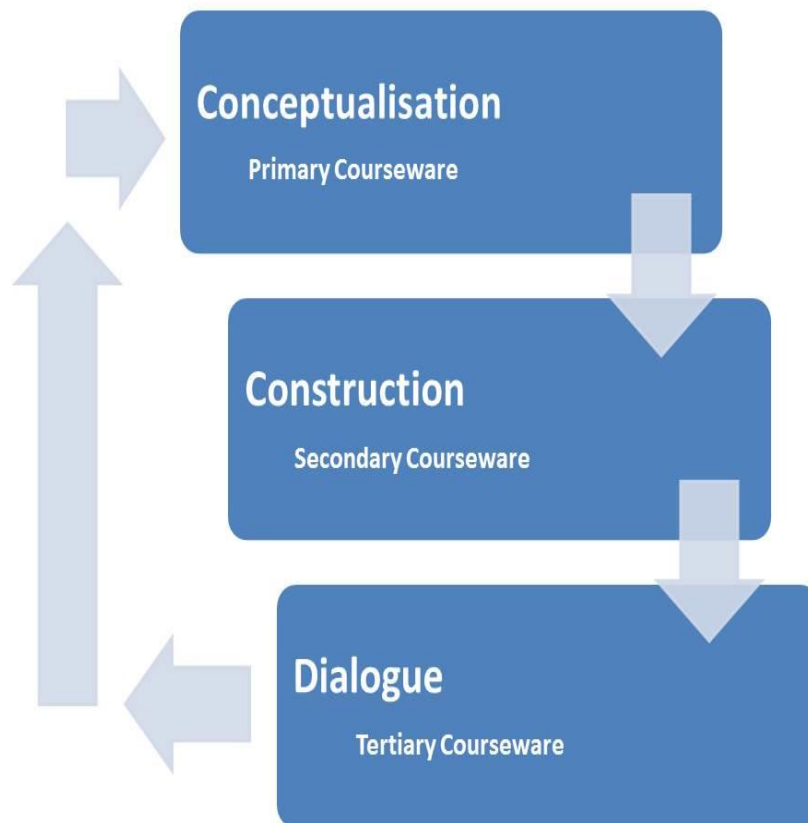 Conceptualisation
Primary Courseware
Construction
Secondary Courseware
Dialogue
Tertiary Courseware